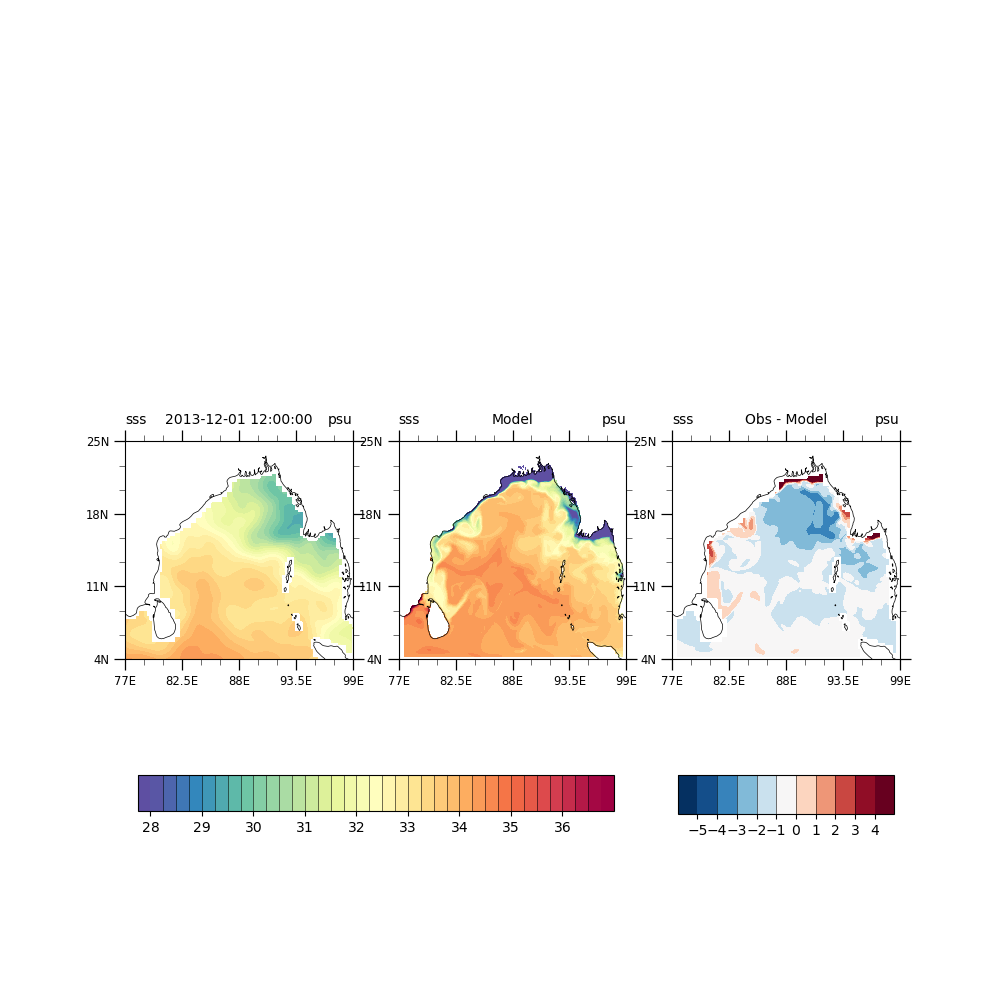 sss 2013-12-01 12:00:00 psu sss Model psu sss Obs - Model psu
25N 25N 25N
18N 18N 18N
11N 11N 11N
4N 4N 4N
77E 82.5E 88E 93.5E 99E 77E 82.5E 88E 93.5E 99E 77E 82.5E 88E 93.5E 99E
28 29 30 31 32 33 34 35 36 −5 −4 −3 −2 −1 0 1 2 3 4